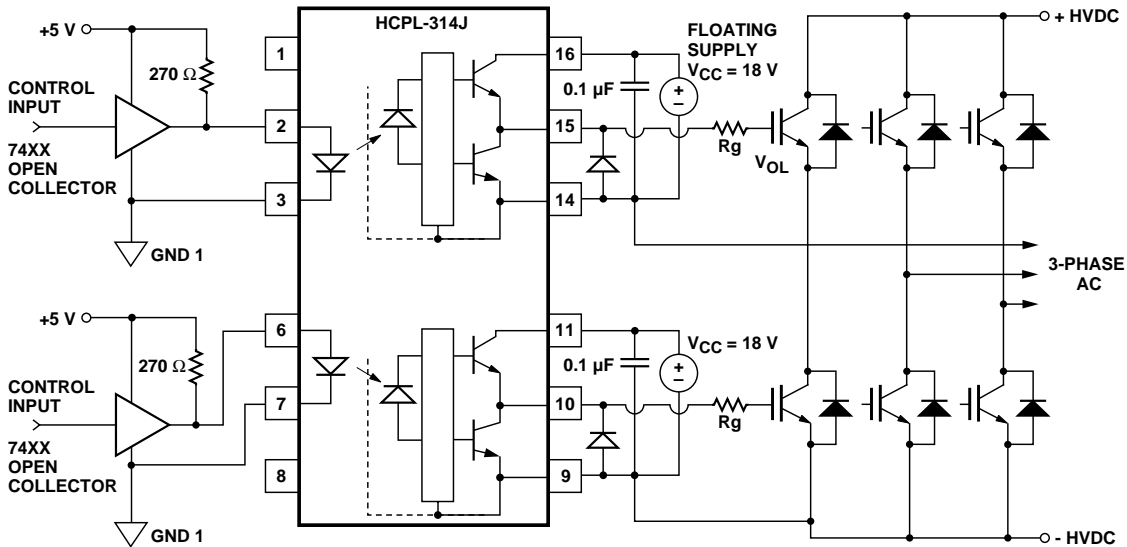 HCPL-314J
+5 V
270 Ω
CONTROL
INPUT
74XX
OPEN
COLLECTOR
GND 1
1
2
3
16
15
14
0.1 µF
FLOATING
SUPPLY
VCC = 18 V
Rg
VOL
+ HVDC
3-PHASE
AC
+5 V
270 Ω
CONTROL
INPUT
74XX
OPEN
COLLECTOR
GND 1
6
7
8
11
10
9
0.1 µF
VCC = 18 V
Rg
- HVDC